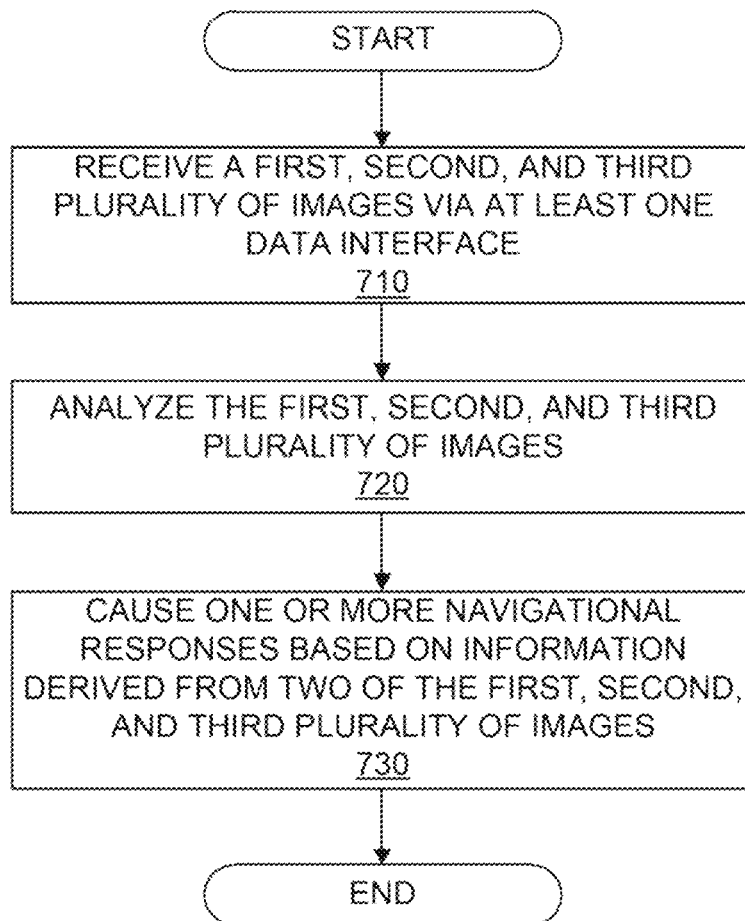 START
RECEIVE A FIRST, SECOND, AND THIRD
PLURALITY OF IMAGES VIA AT LEAST ONE
DATA INTERFACE
710
ANALYZE THE FIRST, SECOND, AND THIRD
PLURALITY OF IMAGES
720
CAUSE ONE OR MORE NAVIGATIONAL
RESPONSES BASED ON INFORMATION
DERIVED FROM TWO OF THE FIRST, SECOND,
AND THIRD PLURALITY OF IMAGES
730
END